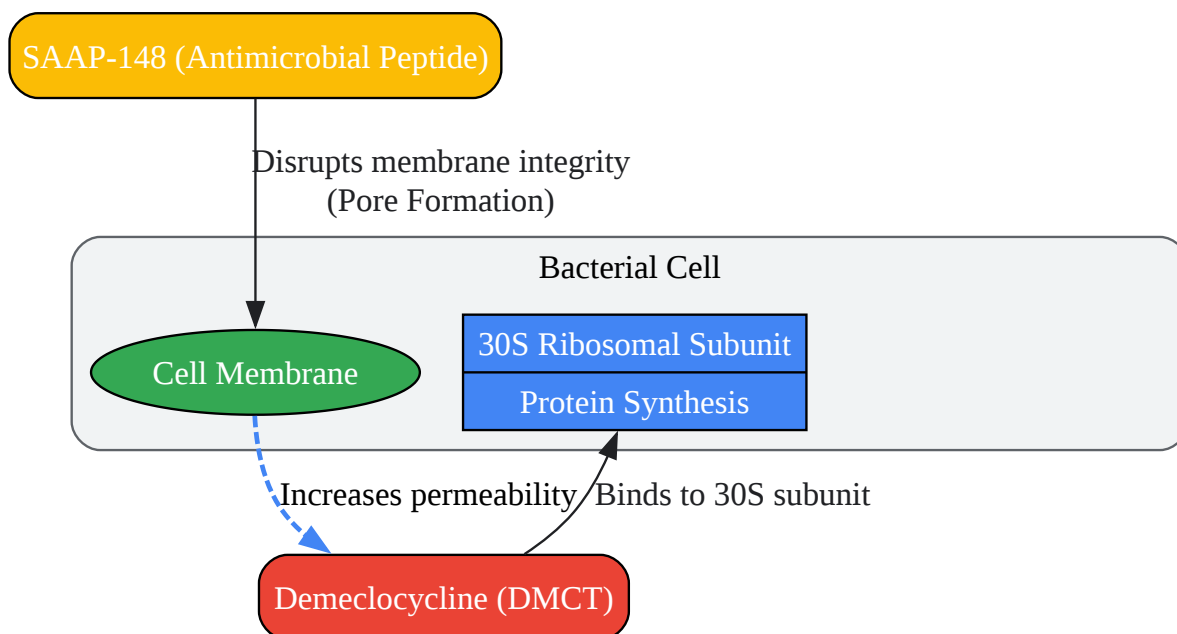 SAAP-148 (Antimicrobial Peptide)
Disrupts membrane integrity
(Pore Formation)
Bacterial Cell
30S Ribosomal Subunit
Cell Membrane
Protein Synthesis
Increases permeability
Binds to 30S subunit
Demeclocycline (DMCT)